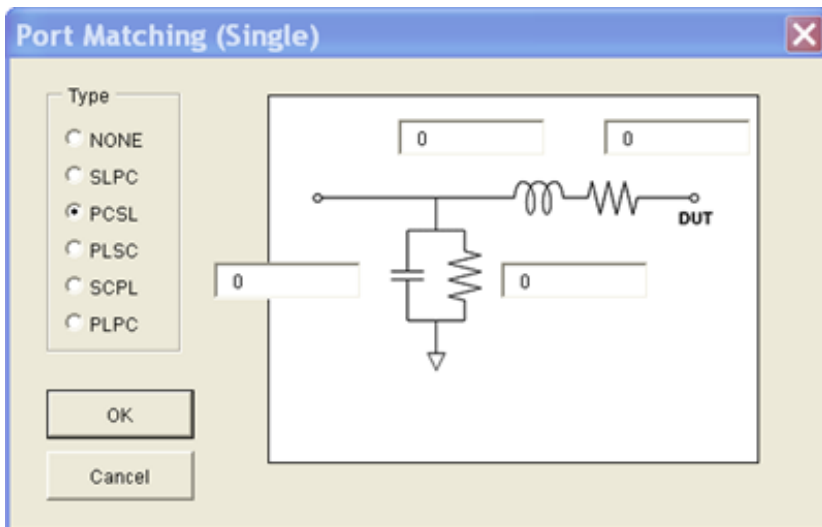 Port Matching (Single)
Type
NONE
SLPC
PCSL
PLSC
SCPL
PLPC
OK
Cancel
0
0
DUT
0
0